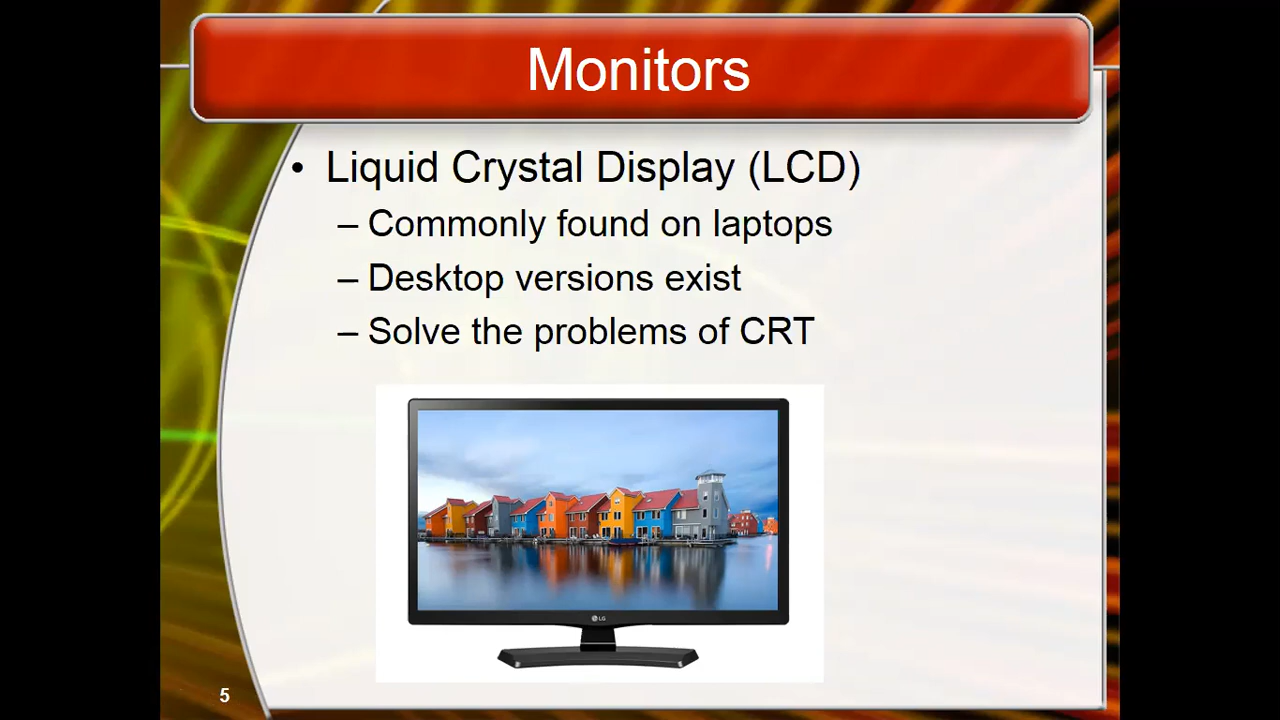 Monitors
• Liquid Crystal Display (LCD)
– Commonly found on laptops
– Desktop versions exist
– Solve the problems of CRT
LG
5